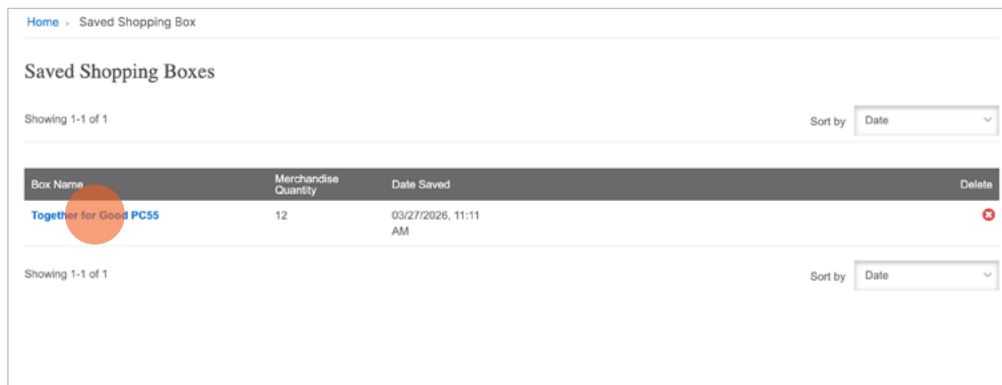 Home › Saved Shopping Box
Saved Shopping Boxes
Showing 1-1 of 1
Sort by Date
Box Name Merchandise Quantity Date Saved Delete
Together for Good PC55 12 03/27/2026, 11:11 AM
Showing 1-1 of 1
Sort by Date